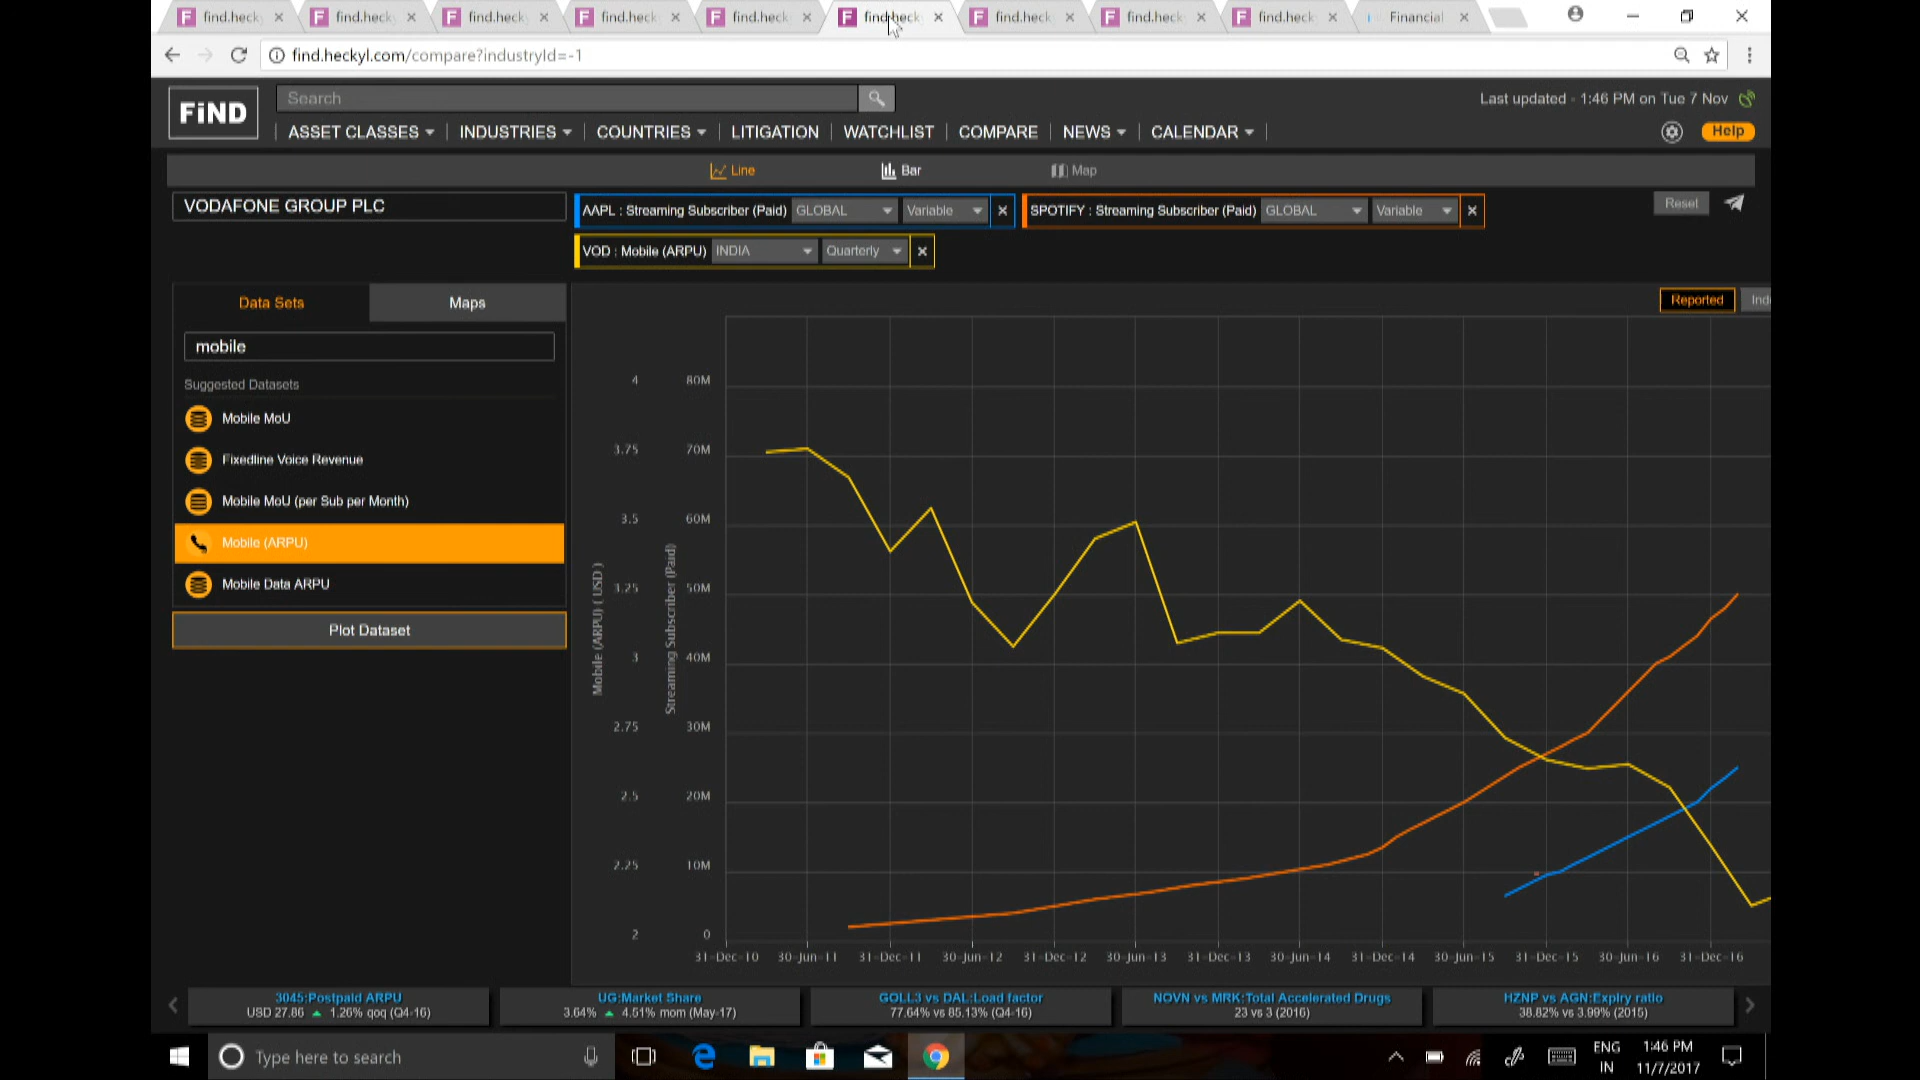 find.heck
find.heck
find.heck
find.heck
find.heck
find.heck
find.heck
find.heck
find.heck
Financial
find.heckyl.com/compare?industryId=-1
FiND
Search
Last updated - 1:46 PM on Tue 7 Nov
ASSET CLASSES
INDUSTRIES
COUNTRIES
LITIGATION
WATCHLIST
COMPARE
NEWS
CALENDAR
Help
Line
Bar
Map
VODAFONE GROUP PLC
AAPL : Streaming Subscriber (Paid) GLOBAL Variable
SPOTIFY : Streaming Subscriber (Paid) GLOBAL Variable
Reset
VOD : Mobile (ARPU) INDIA Quarterly
Data Sets
Maps
Reported
mobile
Suggested Datasets
Mobile MoU
Fixedline Voice Revenue
Mobile MoU (per Sub per Month)
Mobile (ARPU)
Mobile Data ARPU
Plot Dataset
Mobile (ARPU) ( USD )
Streaming Subscriber (Paid)
4 80M
3.75 70M
3.5 60M
3.25 50M
3 40M
2.75 30M
2.5 20M
2.25 10M
2 0
31-Dec-10 30-Jun-11 31-Dec-11 30-Jun-12 31-Dec-12 30-Jun-13 31-Dec-13 30-Jun-14 31-Dec-14 30-Jun-15 31-Dec-15 30-Jun-16 31-Dec-16
3045:Postpaid ARPU
USD 27.86 1.26% qoq (Q4-16)
UG:Market Share
3.64% 4.51% mom (May-17)
GOLL3 vs DAL:Load factor
77.64% vs 85.13% (Q4-16)
NOVN vs MRK:Total Accelerated Drugs
23 vs 3 (2016)
HZNP vs AGN:Expiry ratio
38.82% vs 3.99% (2015)
Type here to search
ENG
IN
1:46 PM
11/7/2017